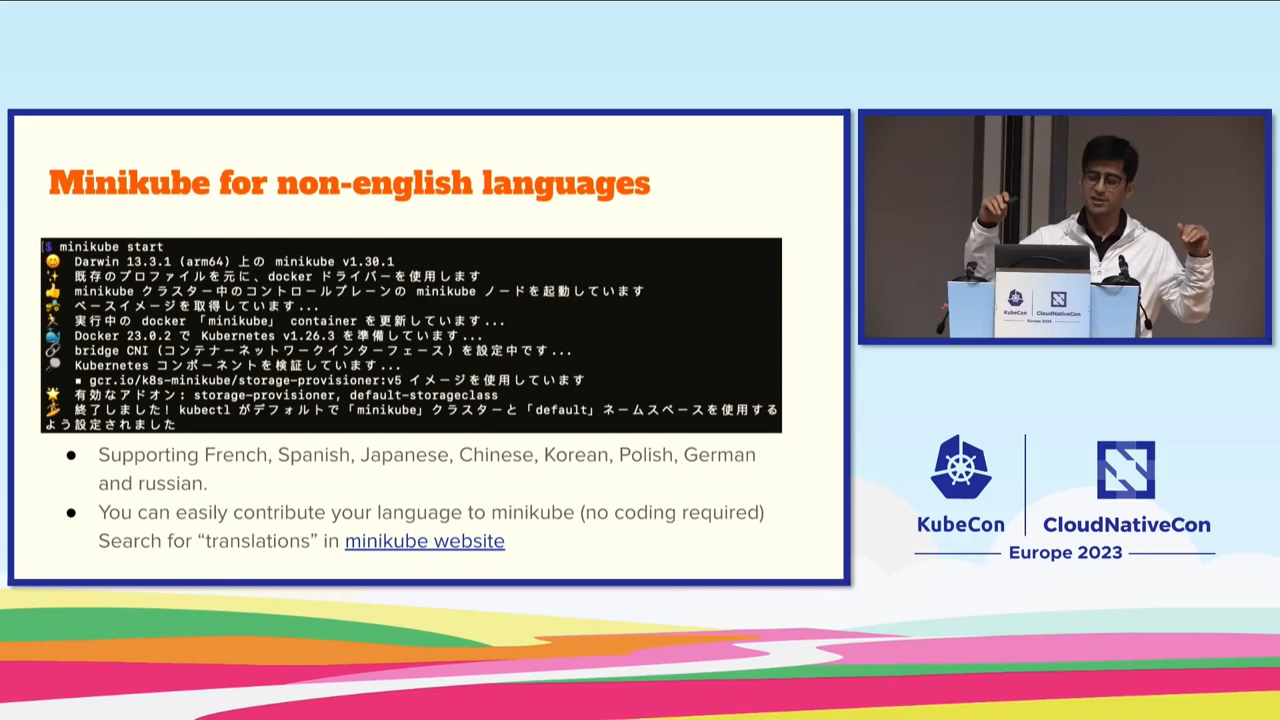 Minikube for non-english languages
$ minikube start
Darwin 13.3.1 (arm64) 上の minikube v1.30.1
既存のプロファイルを元に、docker ドライバーを使用します
minikube クラスター中のコントロールプレーンの minikube ノードを起動しています
ベースイメージを取得しています...
実行中の docker 「minikube」 container を更新しています...
Docker 23.0.2 で Kubernetes v1.26.3 を準備しています...
bridge CNI (コンテナーネットワークインターフェース) を設定中です...
Kubernetes コンポーネントを検証しています...
▪ gcr.io/k8s-minikube/storage-provisioner:v5 イメージを使用しています
有効なアドオン: storage-provisioner, default-storageclass
終了しました! kubectl がデフォルトで「minikube」クラスターと「default」ネームスペースを使用する
よう設定されました
● Supporting French, Spanish, Japanese, Chinese, Korean, Polish, German
and russian.
● You can easily contribute your language to minikube (no coding required)
Search for “translations” in minikube website
KubeCon CloudNativeCon
Europe 2023
KubeCon CloudNativeCon
Europe 2023